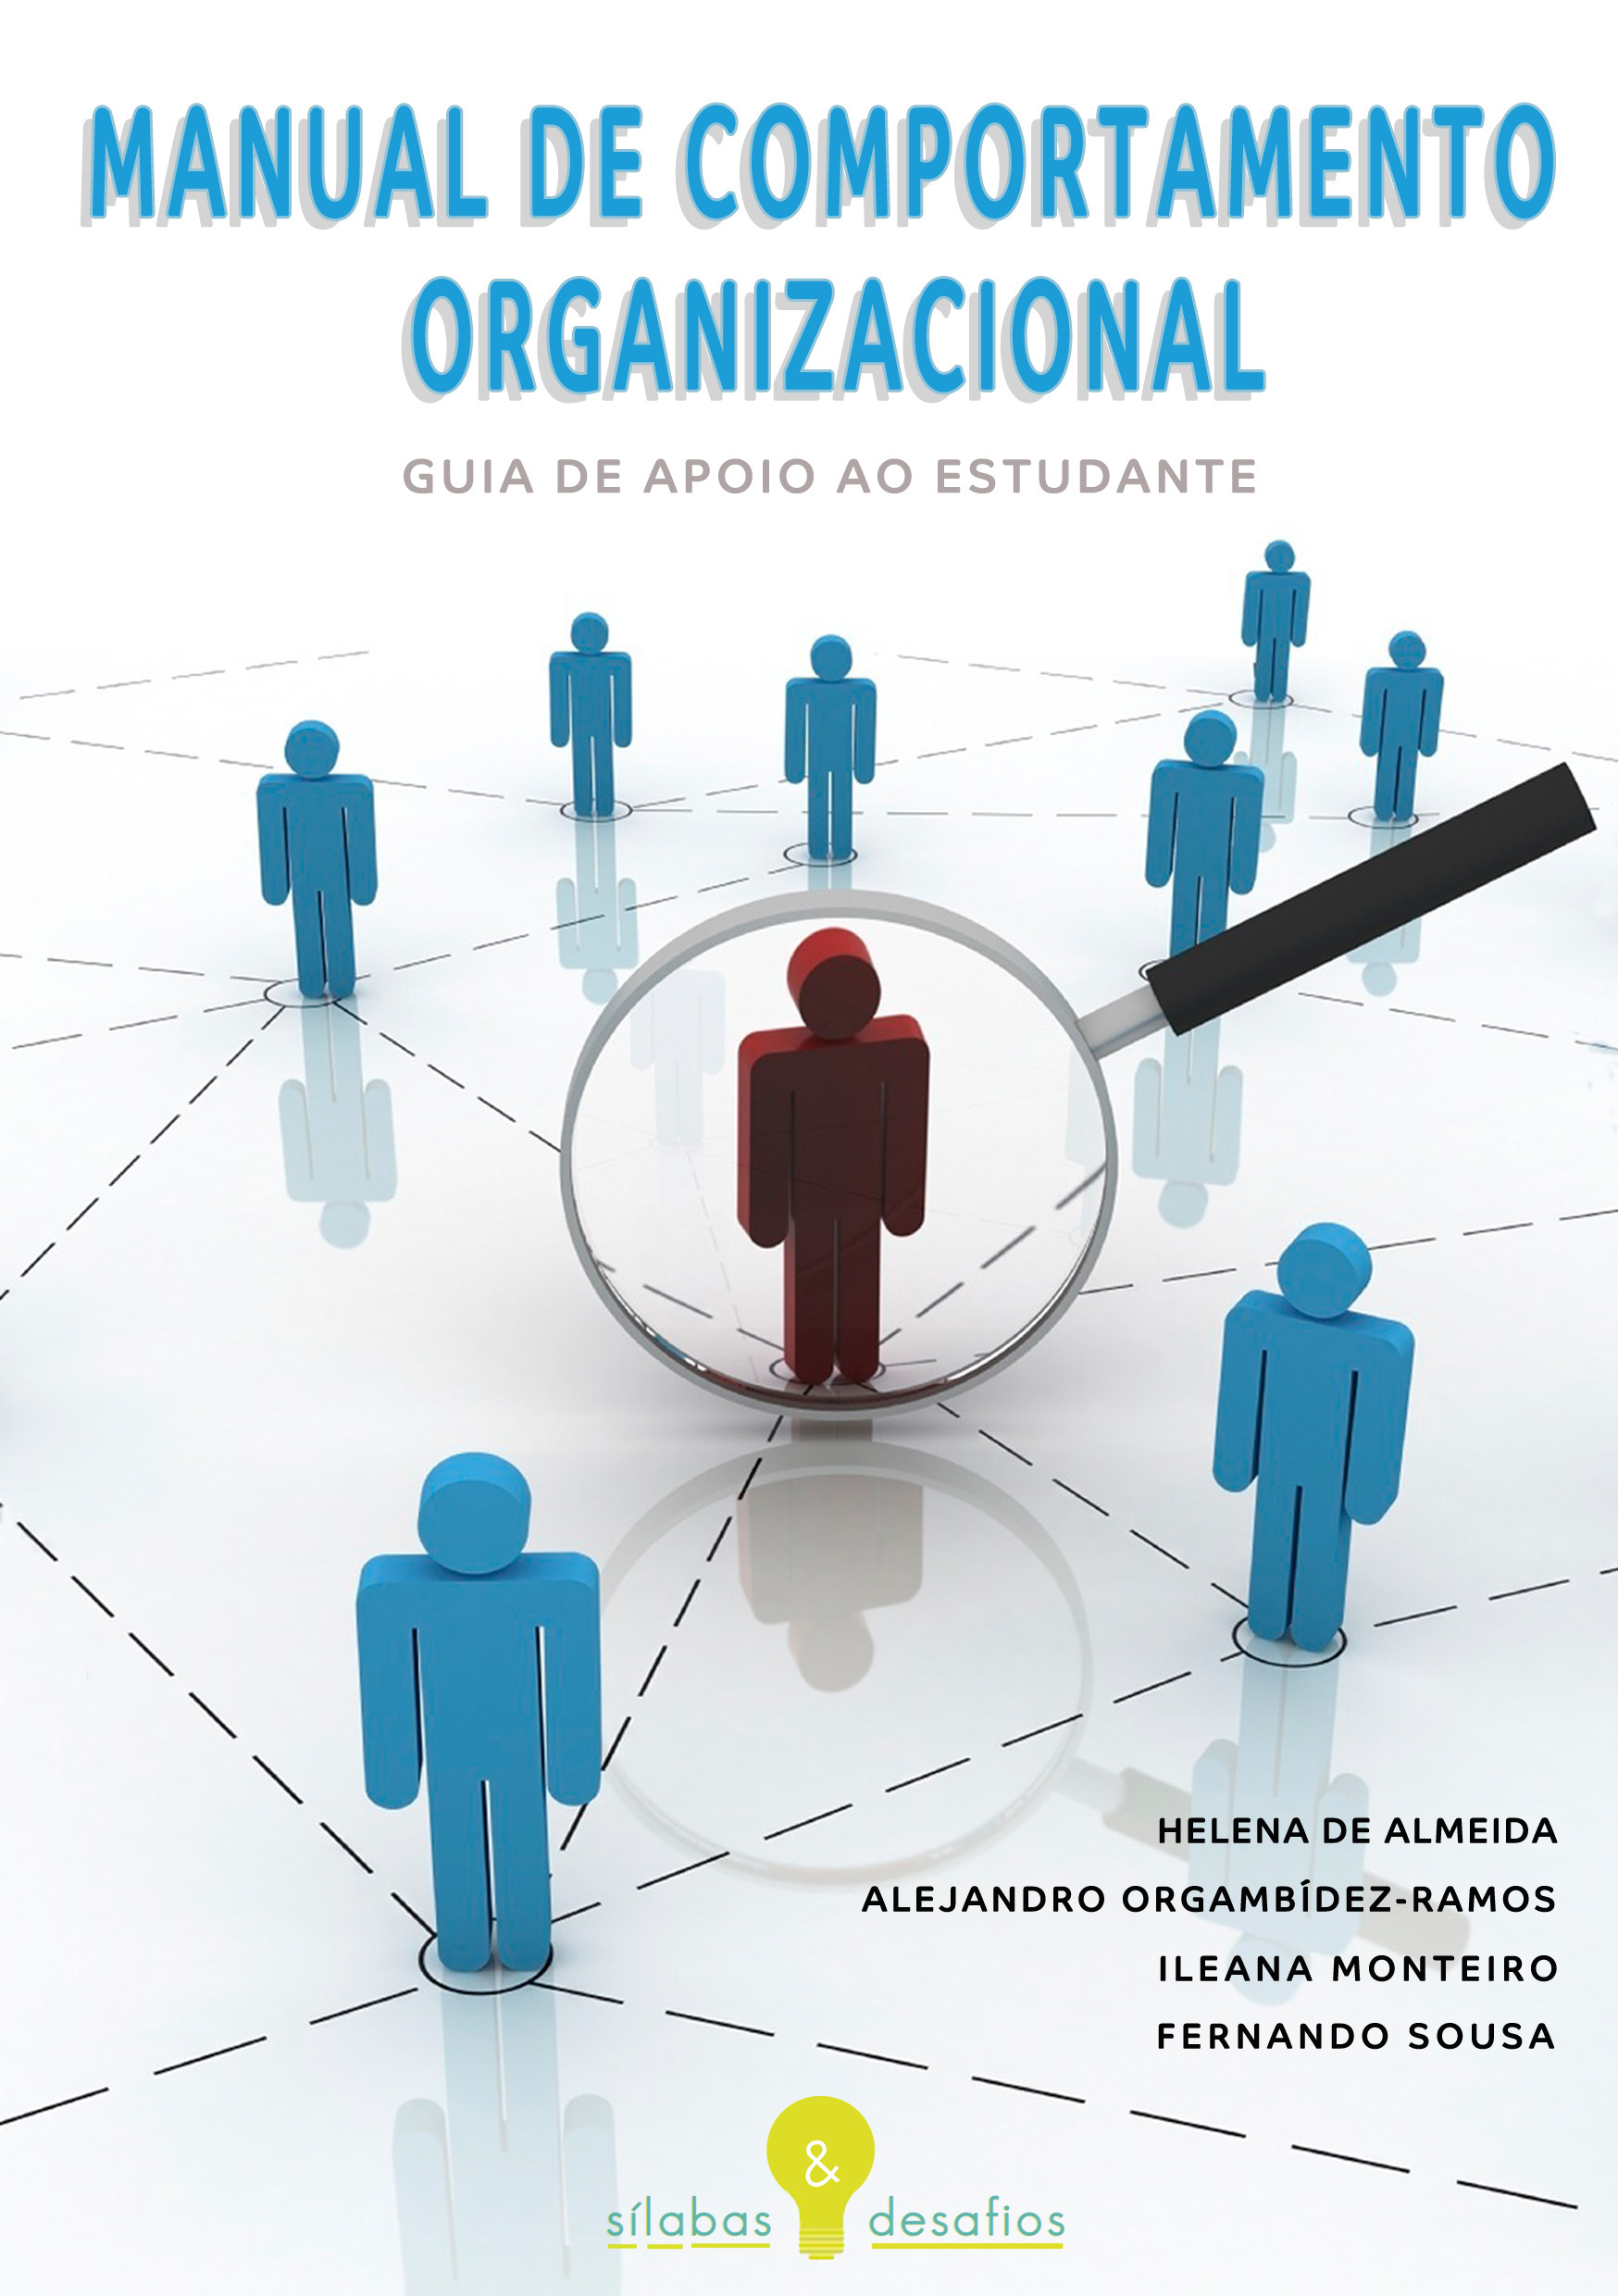 MANUAL DE COMPORTAMENTO
ORGANIZACIONAL
GUIA DE APOIO AO ESTUDANTE
HELENA DE ALMEIDA
ALEJANDRO ORGAMBÍDEZ-RAMOS
ILEANA MONTEIRO
FERNANDO SOUSA
sílabas & desafios